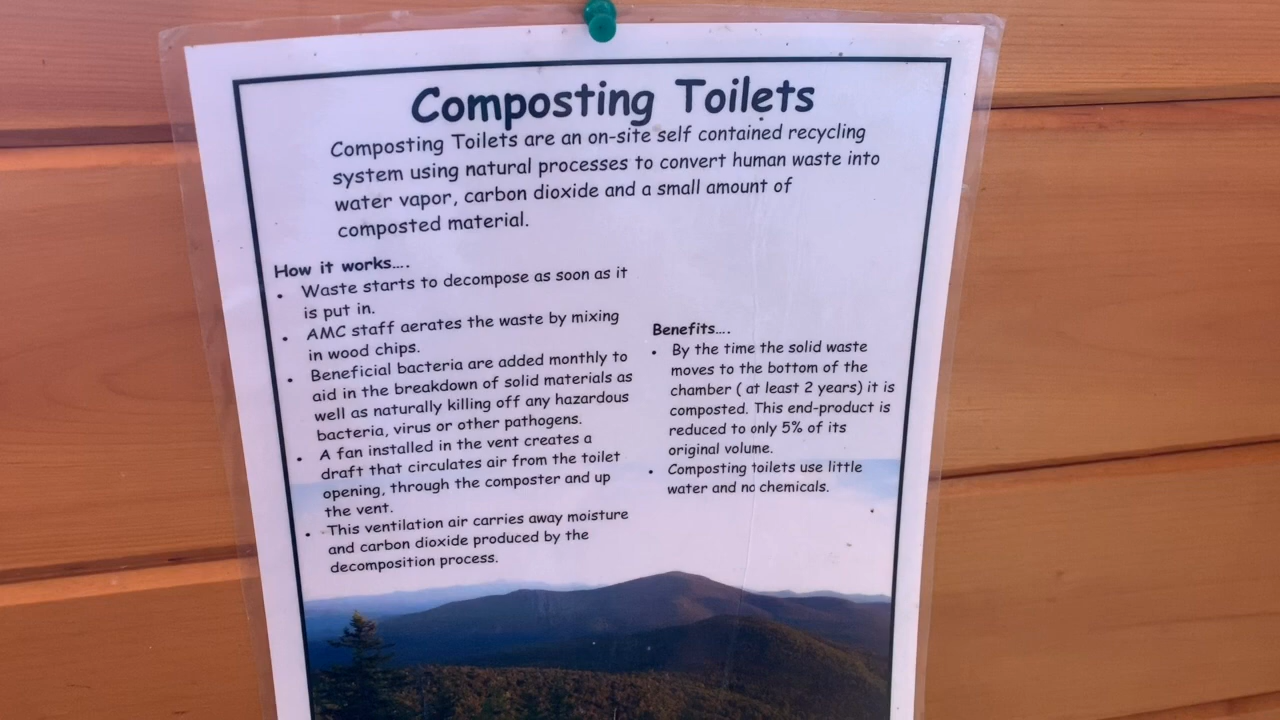 Composting Toilets
Composting Toilets are an on-site self contained recycling
system using natural processes to convert human waste into
water vapor, carbon dioxide and a small amount of
composted material.
How it works....
• Waste starts to decompose as soon as it
is put in.
• AMC staff aerates the waste by mixing
in wood chips.
• Beneficial bacteria are added monthly to
aid in the breakdown of solid materials as
well as naturally killing off any hazardous
bacteria, virus or other pathogens.
• A fan installed in the vent creates a
draft that circulates air from the toilet
opening, through the composter and up
the vent.
• This ventilation air carries away moisture
and carbon dioxide produced by the
decomposition process.
Benefits....
• By the time the solid waste
moves to the bottom of the
chamber ( at least 2 years) it is
composted. This end-product is
reduced to only 5% of its
original volume.
• Composting toilets use little
water and no chemicals.